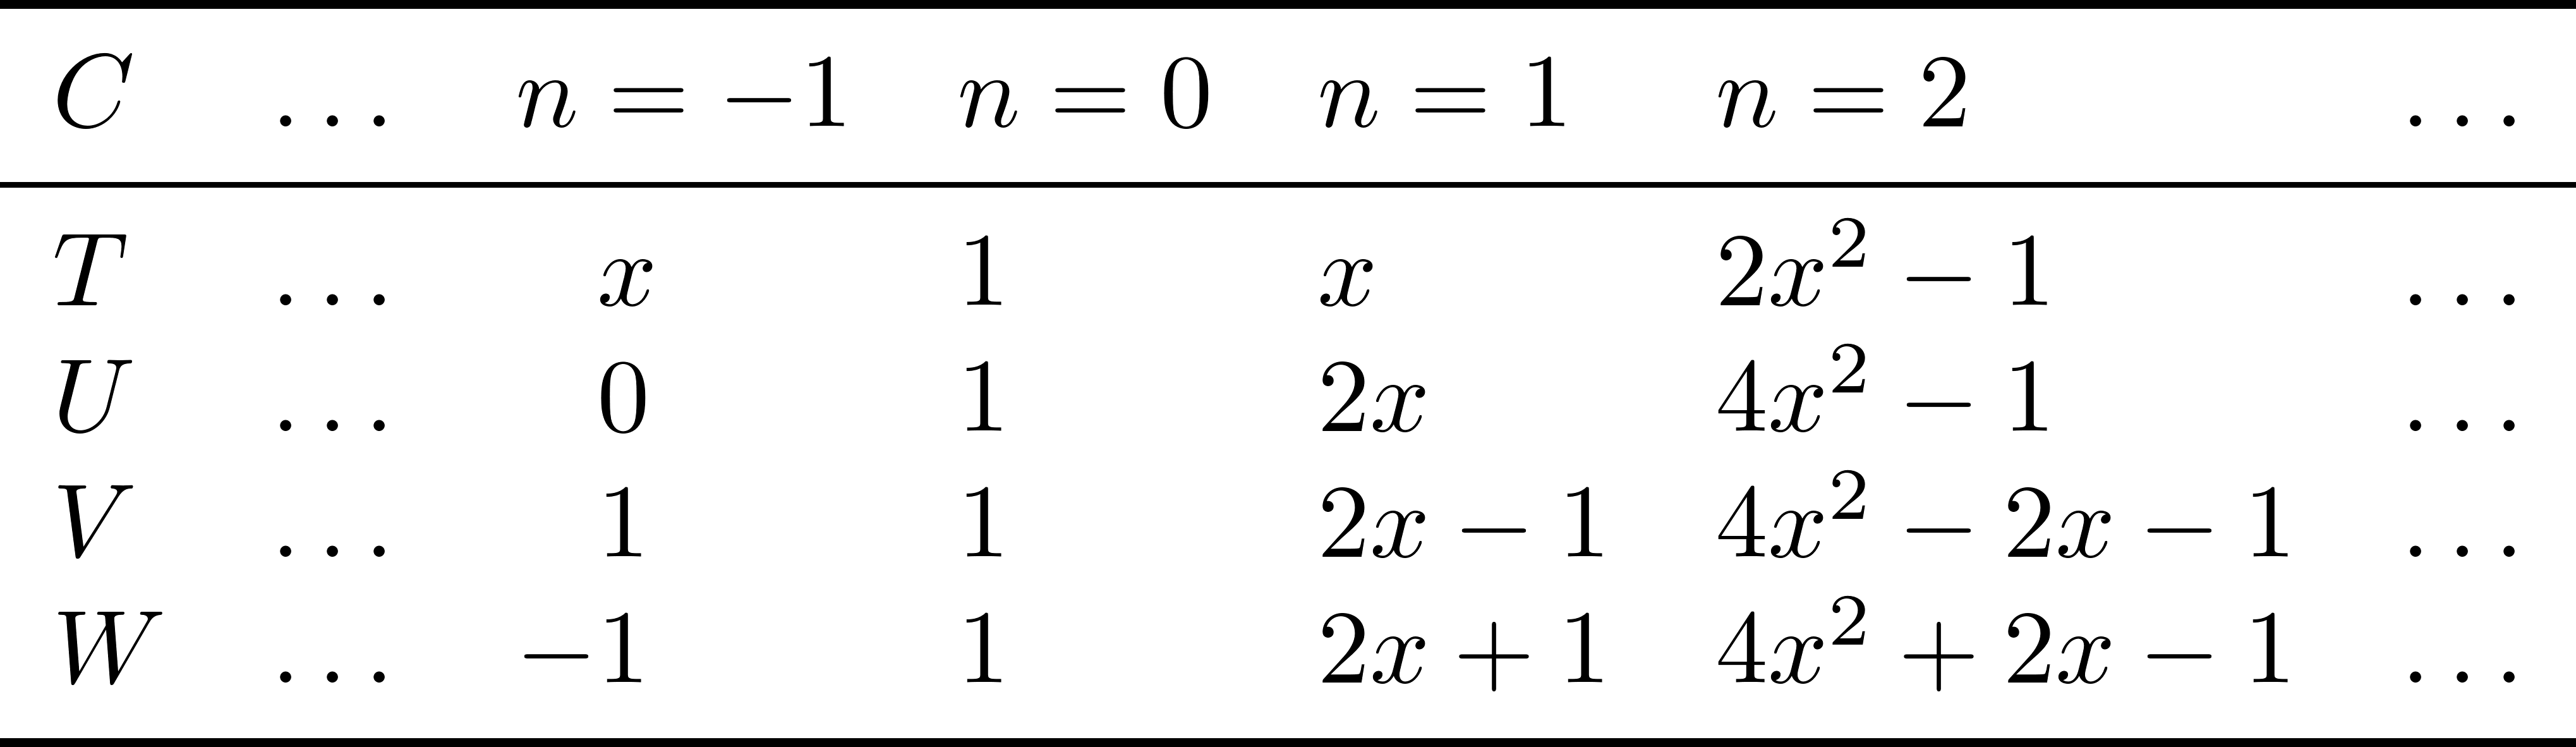 C … n = −1 n = 0 n = 1 n = 2 …
T … x 1 x 2x² − 1 …
U … 0 1 2x 4x² − 1 …
V … 1 1 2x − 1 4x² − 2x − 1 …
W … −1 1 2x + 1 4x² + 2x − 1 …